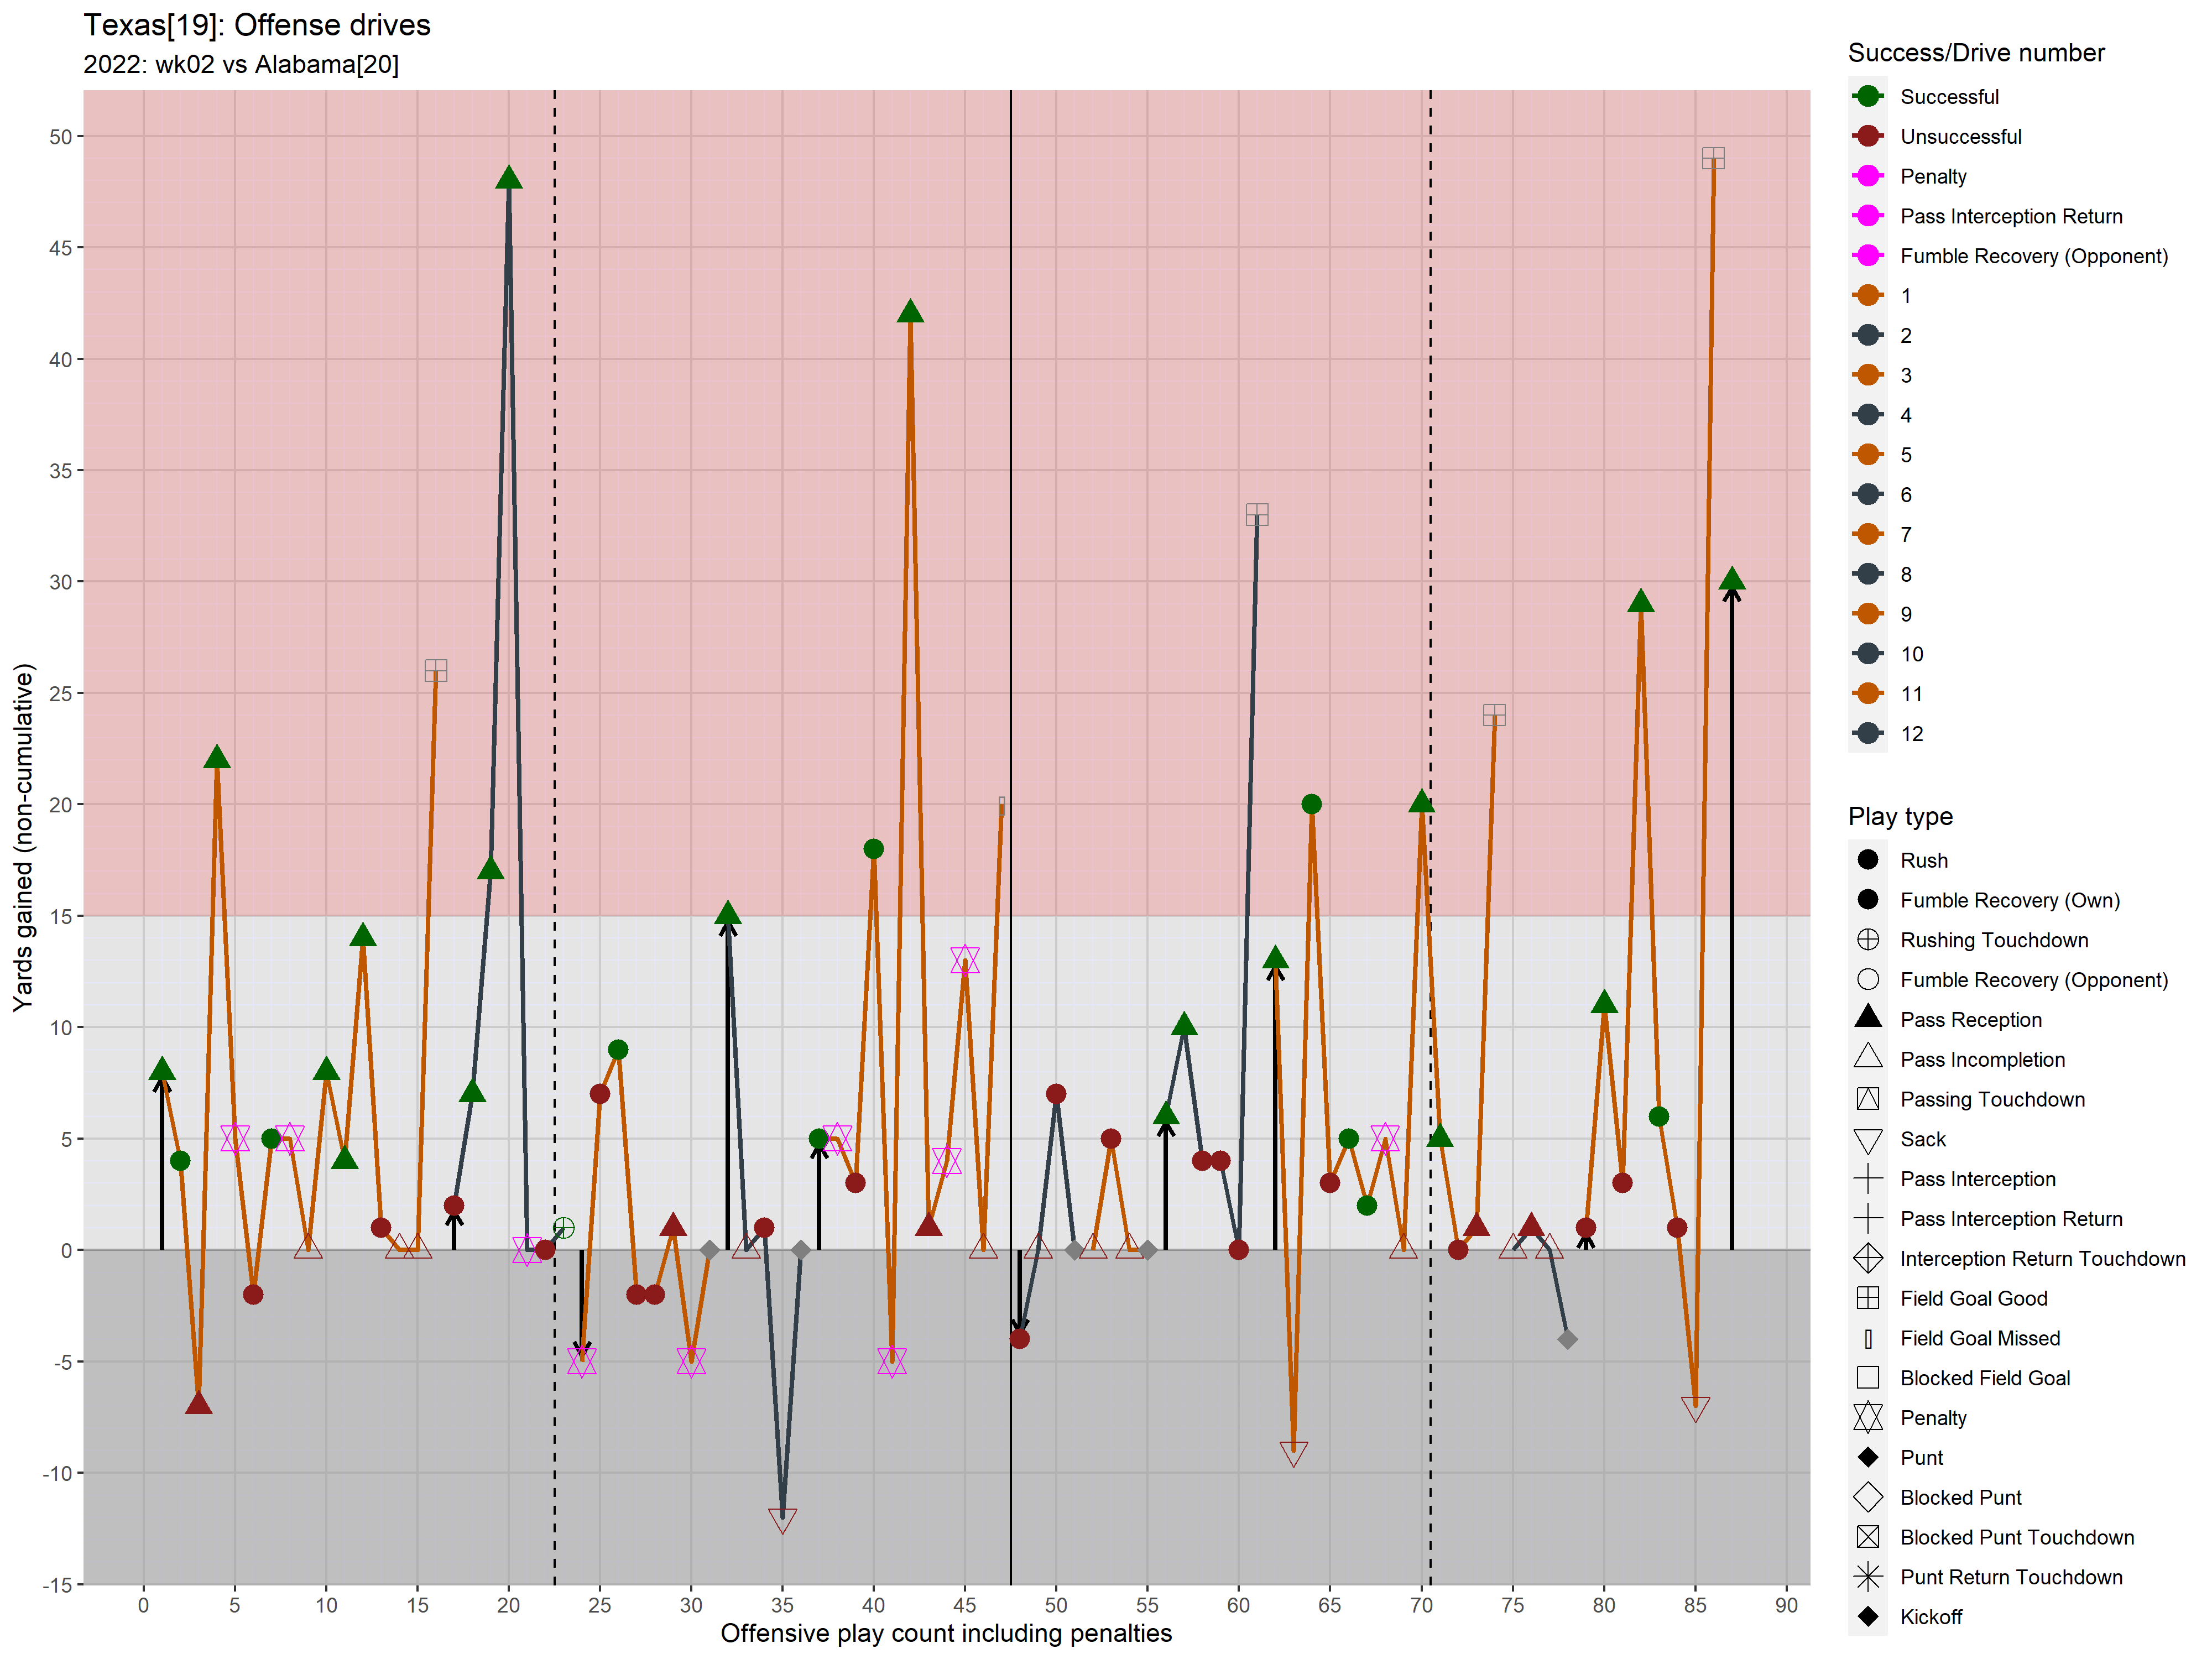 Texas[19]: Offense drives
2022: wk02 vs Alabama[20]
Yards gained (non-cumulative)
50
45
40
35
30
25
20
15
10
5
0
-5
-10
-15
0 5 10 15 20 25 30 35 40 45 50 55 60 65 70 75 80 85 90
Offensive play count including penalties
Success/Drive number
Successful
Unsuccessful
Penalty
Pass Interception Return
Fumble Recovery (Opponent)
1
2
3
4
5
6
7
8
9
10
11
12
Play type
Rush
Fumble Recovery (Own)
Rushing Touchdown
Fumble Recovery (Opponent)
Pass Reception
Pass Incompletion
Passing Touchdown
Sack
Pass Interception
Pass Interception Return
Interception Return Touchdown
Field Goal Good
Field Goal Missed
Blocked Field Goal
Penalty
Punt
Blocked Punt
Blocked Punt Touchdown
Punt Return Touchdown
Kickoff